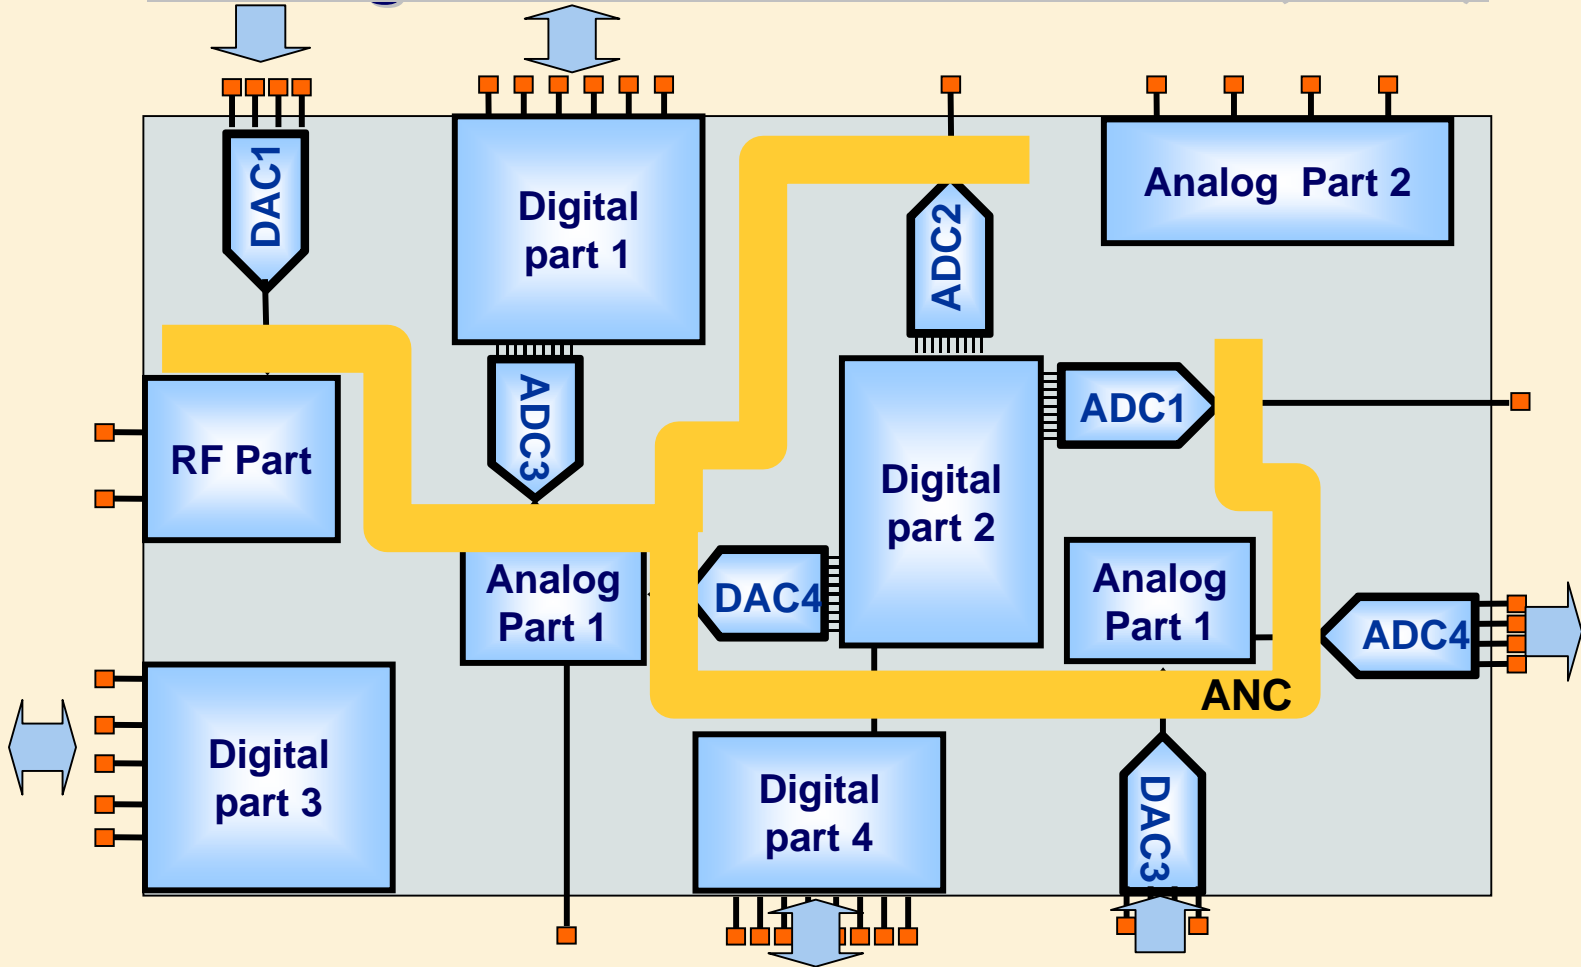 DAC1
Digital
part 1
Analog Part 2
ADC2
ADC3
ADC1
RF Part
Digital
part 2
Analog
Part 1
DAC4
Analog
Part 1
ADC4
ANC
Digital
part 3
Digital
part 4
DAC3